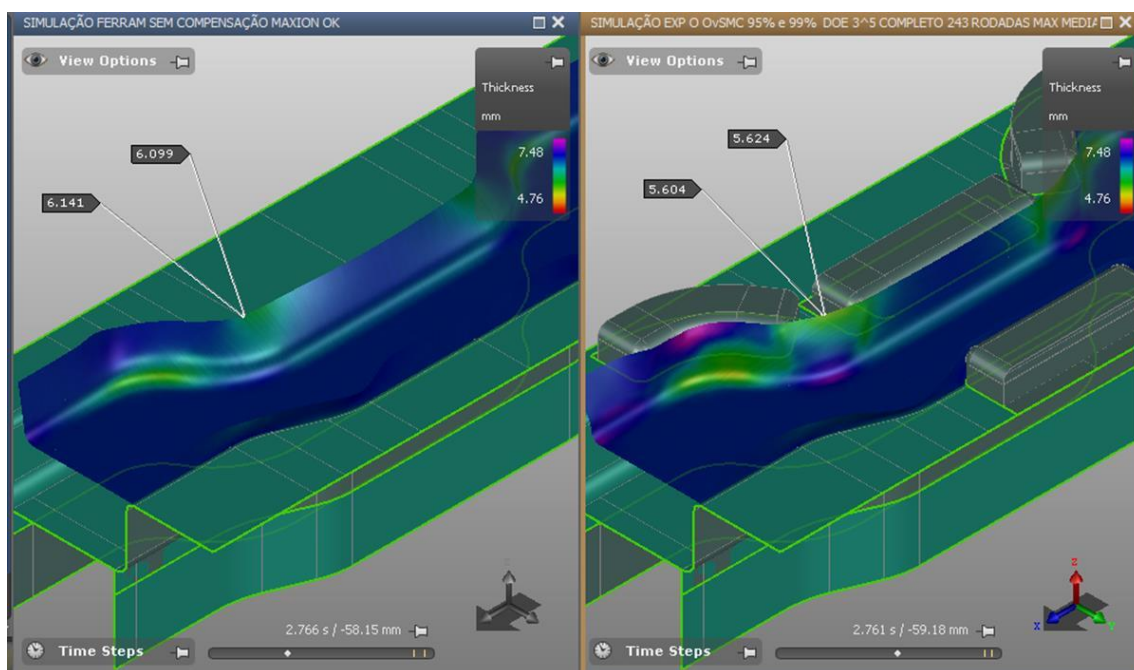 SIMULAÇÃO FERRAM SEM COMPENSAÇÃO MAXION OK
View Options
Thickness
mm
7.48
4.76
6.099
6.141
2.766 s / -58.15 mm
Time Steps
SIMULAÇÃO EXP O OvSMC 95% e 99% DOE 3^5 COMPLETO 243 RODADAS MAX MEDIA
View Options
Thickness
mm
7.48
4.76
5.624
5.604
Z
X
Y
2.761 s / -59.18 mm
Time Steps